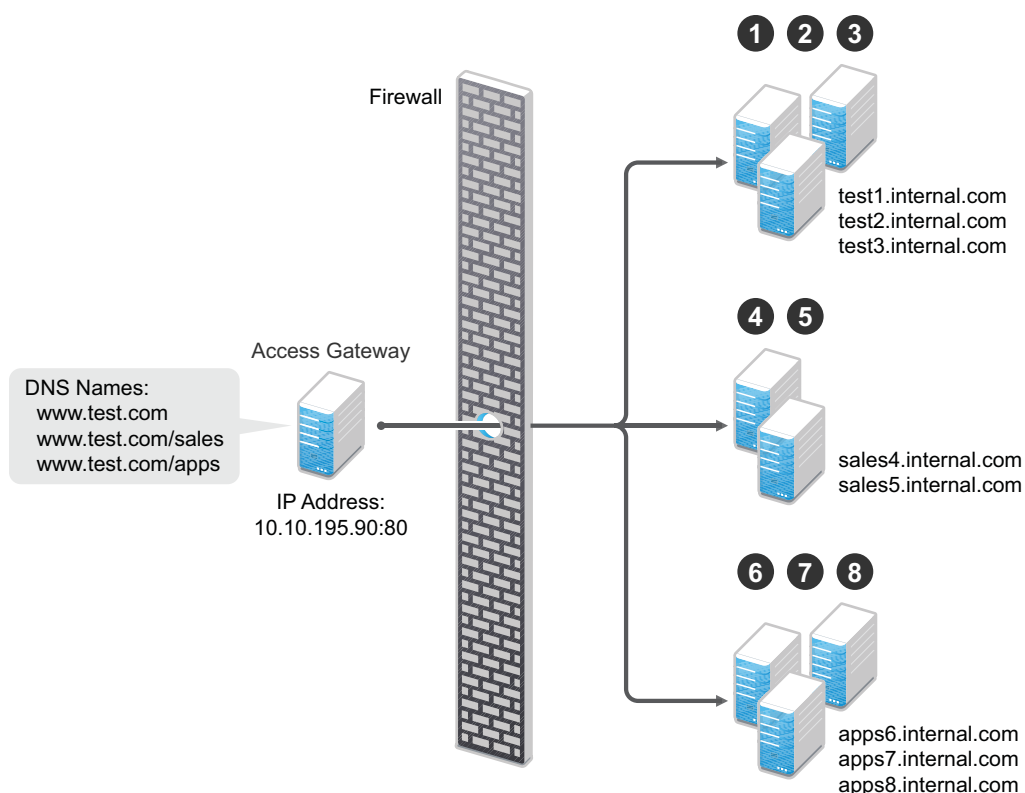 1 2 3
Firewall
test1.internal.com
test2.internal.com
test3.internal.com
4 5
Access Gateway
DNS Names:
www.test.com
www.test.com/sales
www.test.com/apps
sales4.internal.com
sales5.internal.com
IP Address:
10.10.195.90:80
6 7 8
apps6.internal.com
apps7.internal.com
apps8.internal.com